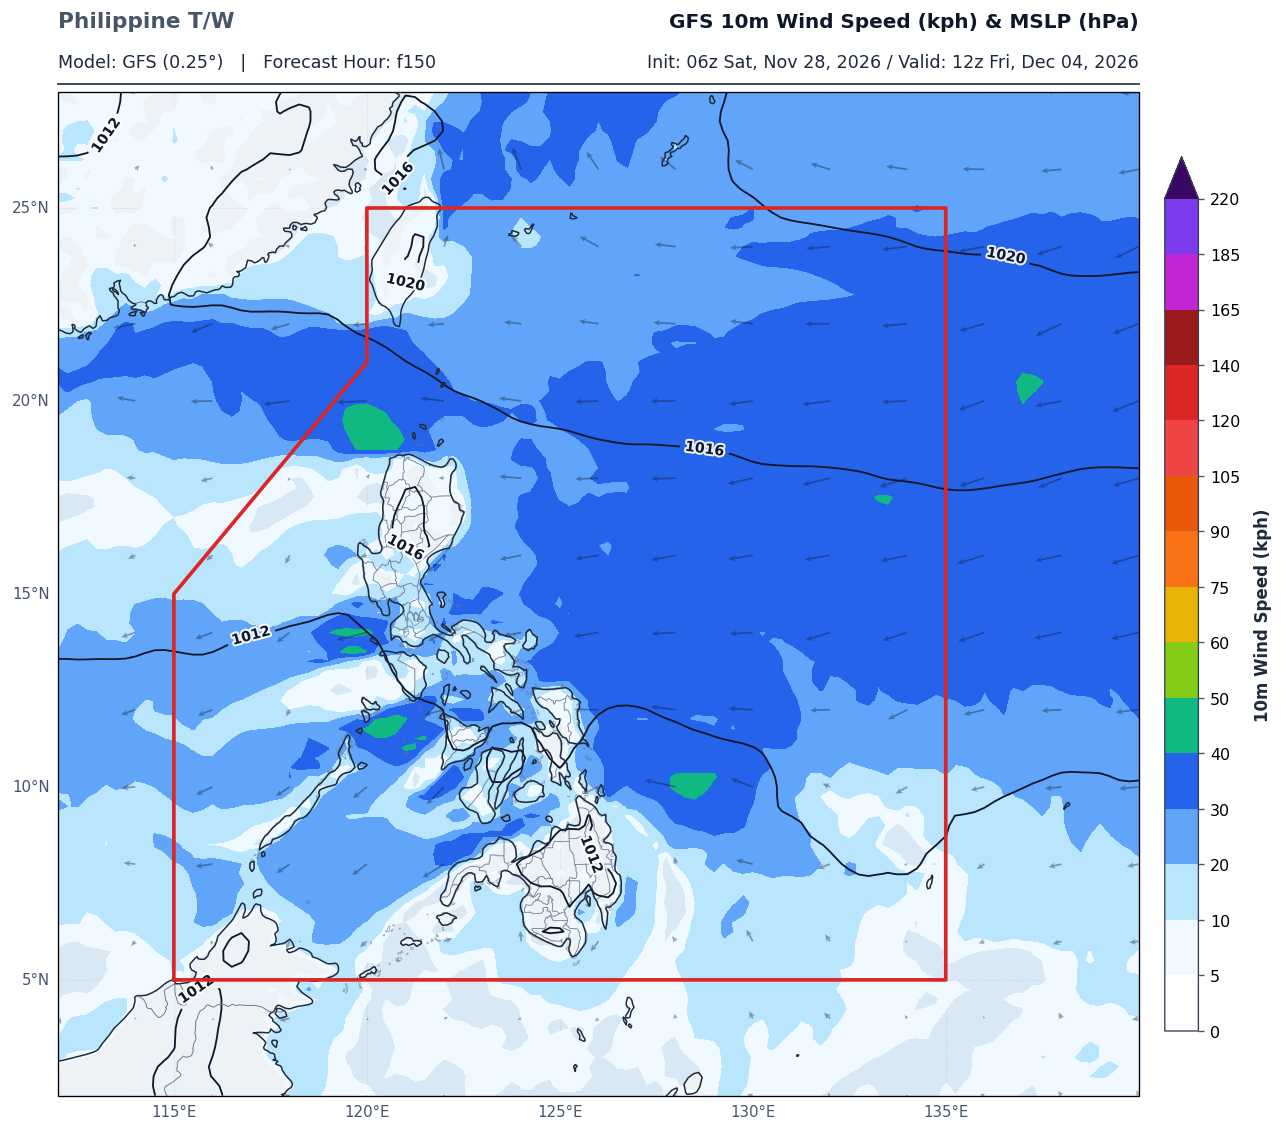 Philippine T/W
GFS 10m Wind Speed (kph) & MSLP (hPa)
Model: GFS (0.25°)   |   Forecast Hour: f150
Init: 06z Sat, Nov 28, 2026 / Valid: 12z Fri, Dec 04, 2026
1012
1016
1020
1020
1016
1016
1012
1012
1012
25°N
20°N
15°N
10°N
5°N
115°E
120°E
125°E
130°E
135°E
220
185
165
140
120
105
90
75
60
50
40
30
20
10
5
0
10m Wind Speed (kph)